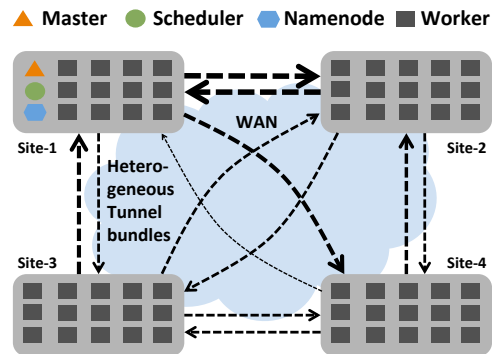 Master Scheduler Namenode Worker
WAN
Site-1
Site-2
Hetero-
geneous
Tunnel
bundles
Site-3
Site-4